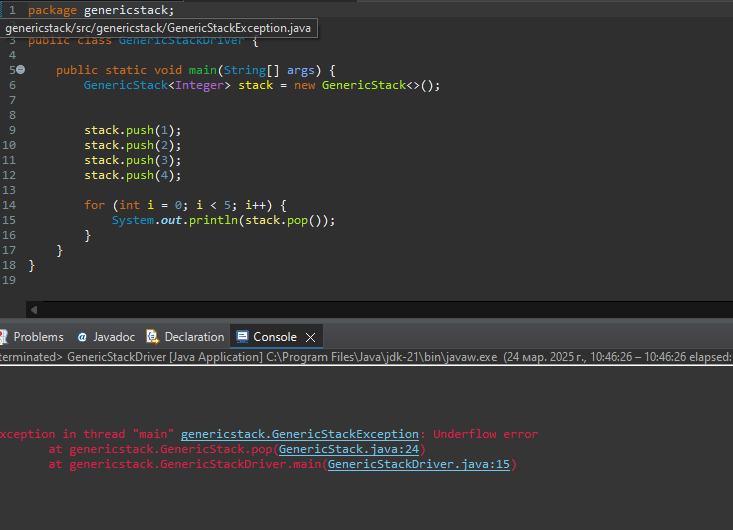 1 package genericstack;
genericstack/src/genericstack/GenericStackException.java
3 public class GenericStackDriver {
4
5 public static void main(String[] args) {
6 GenericStack<Integer> stack = new GenericStack<>();
7
8
9 stack.push(1);
10 stack.push(2);
11 stack.push(3);
12 stack.push(4);
13
14 for (int i = 0; i < 5; i++) {
15 System.out.println(stack.pop());
16 }
17 }
18 }
19
Problems @ Javadoc Declaration Console
terminated> GenericStackDriver [Java Application] C:\Program Files\Java\jdk-21\bin\javaw.exe (24 мар. 2025 г., 10:46:26 – 10:46:26 elapsed:
xception in thread "main" genericstack.GenericStackException: Underflow error
at genericstack.GenericStack.pop(GenericStack.java:24)
at genericstack.GenericStackDriver.main(GenericStackDriver.java:15)